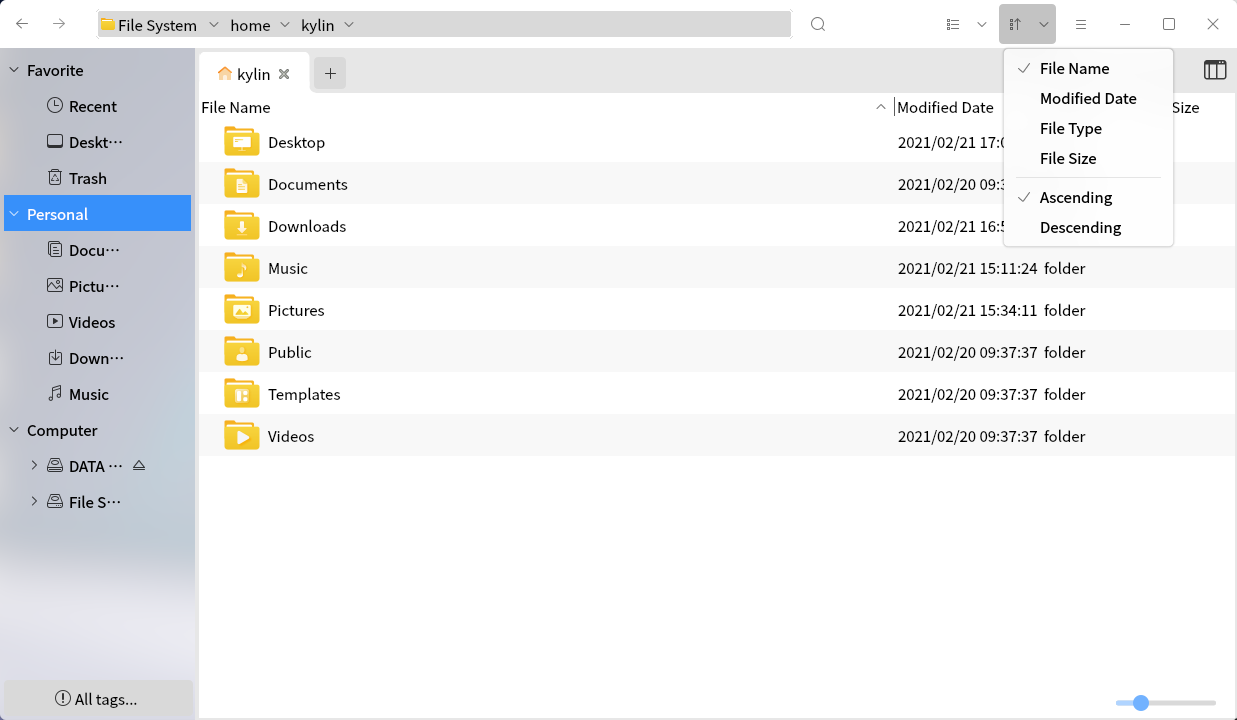 File System home kylin
Favorite
Recent
Deskt···
Trash
Personal
Docu···
Pictu···
Videos
Down···
Music
Computer
DATA ···
File S···
All tags...
kylin
File Name Modified Date Size
Desktop 2021/02/21 17:0
Documents 2021/02/20 09:3
Downloads 2021/02/21 16:5
Music 2021/02/21 15:11:24 folder
Pictures 2021/02/21 15:34:11 folder
Public 2021/02/20 09:37:37 folder
Templates 2021/02/20 09:37:37 folder
Videos 2021/02/20 09:37:37 folder
File Name
Modified Date
File Type
File Size
Ascending
Descending